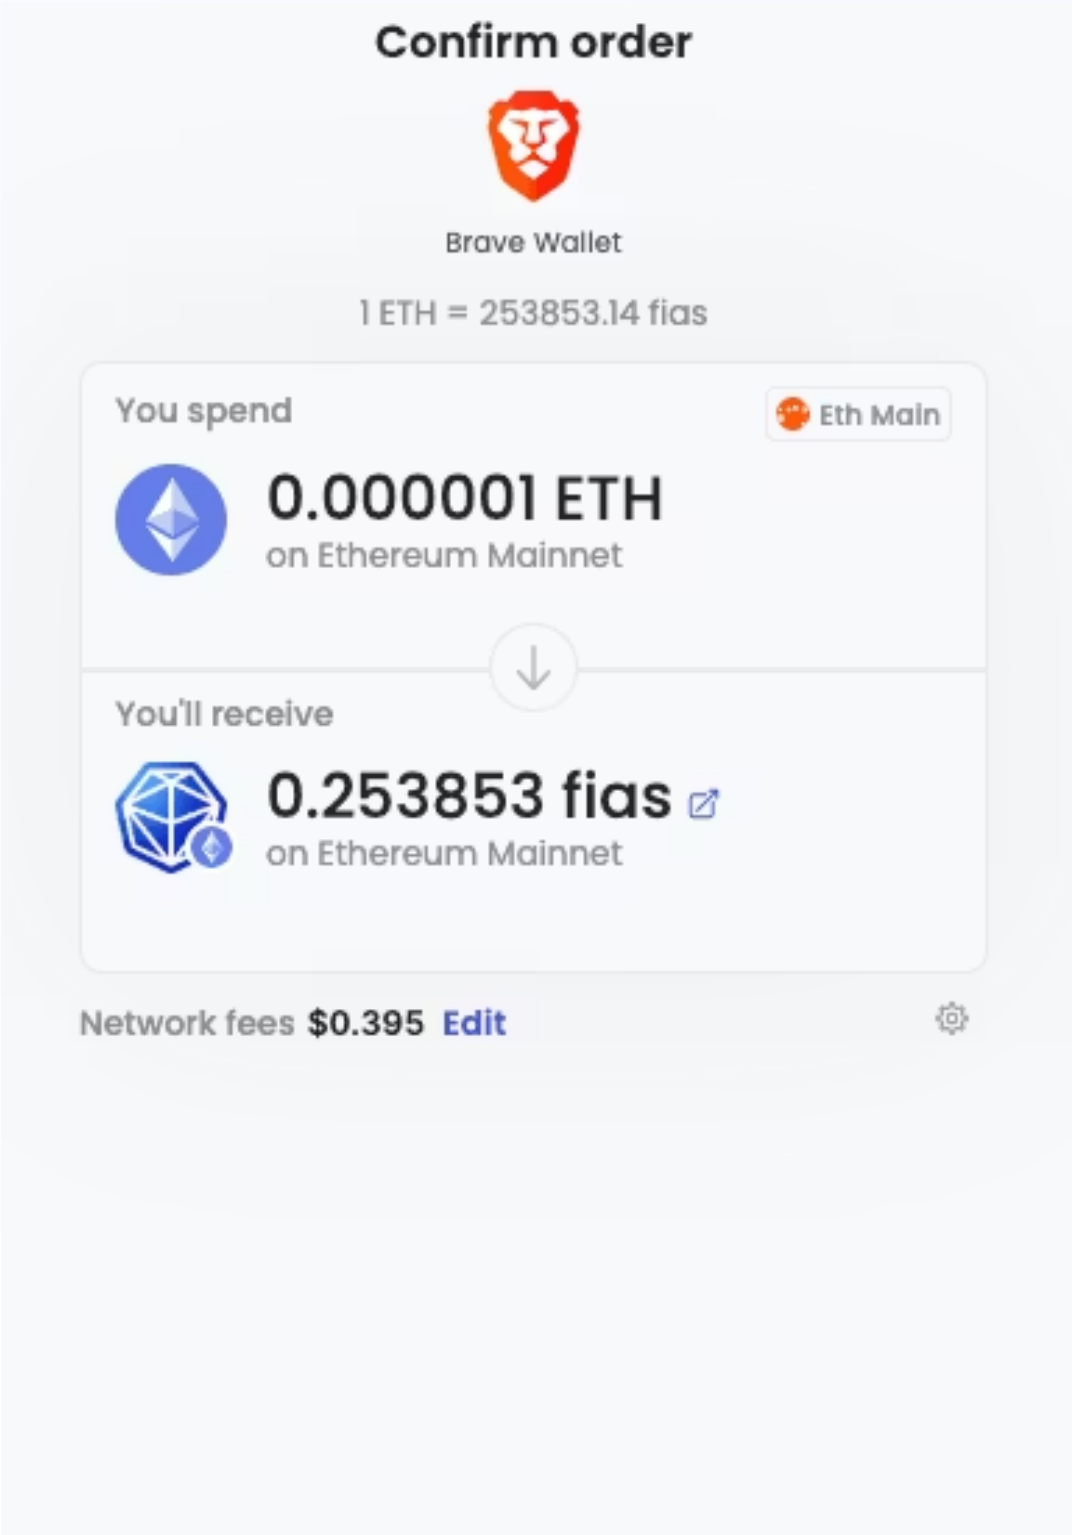 Confirm order
Brave Wallet
1 ETH = 253853.14 fias
You spend
Eth Main
0.000001 ETH
on Ethereum Mainnet
You'll receive
0.253853 fias
on Ethereum Mainnet
Network fees $0.395 Edit